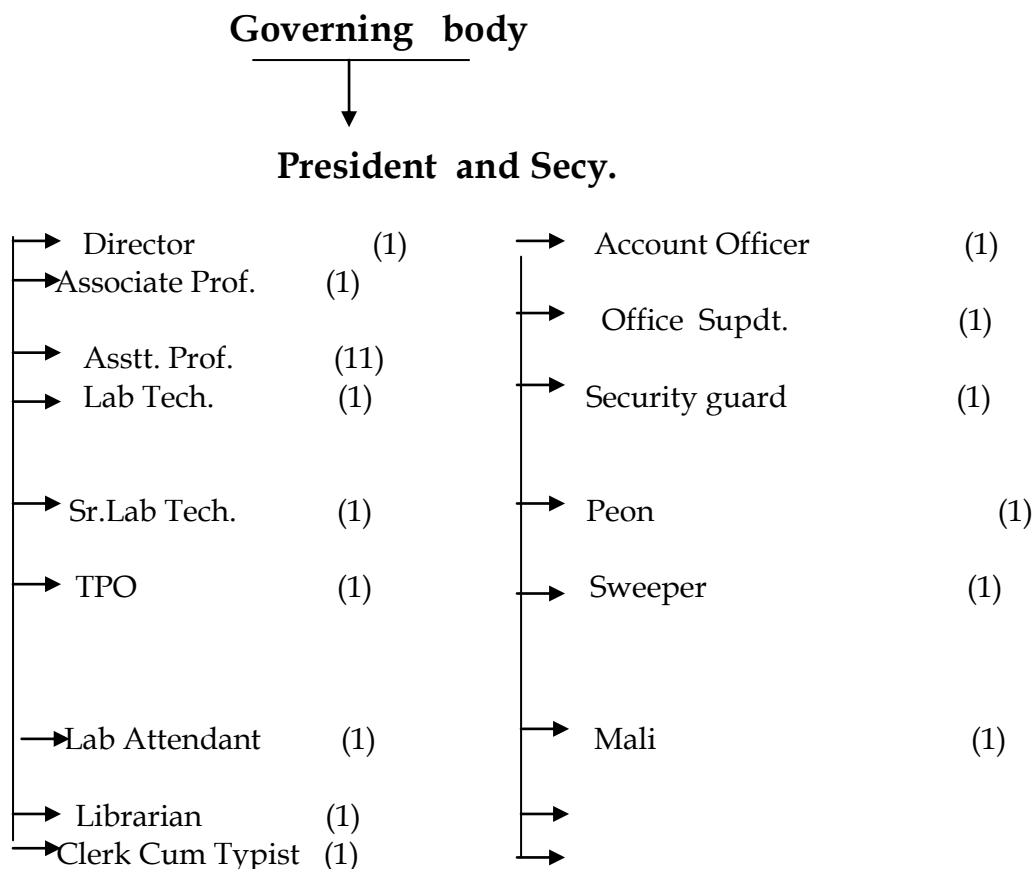 Governing body
President and Secy.
Director (1)
Associate Prof. (1)
Asstt. Prof. (11)
Lab Tech. (1)
Sr.Lab Tech. (1)
TPO (1)
Lab Attendant (1)
Librarian (1)
Clerk Cum Typist (1)
Account Officer (1)
Office Supdt. (1)
Security guard (1)
Peon (1)
Sweeper (1)
Mali (1)